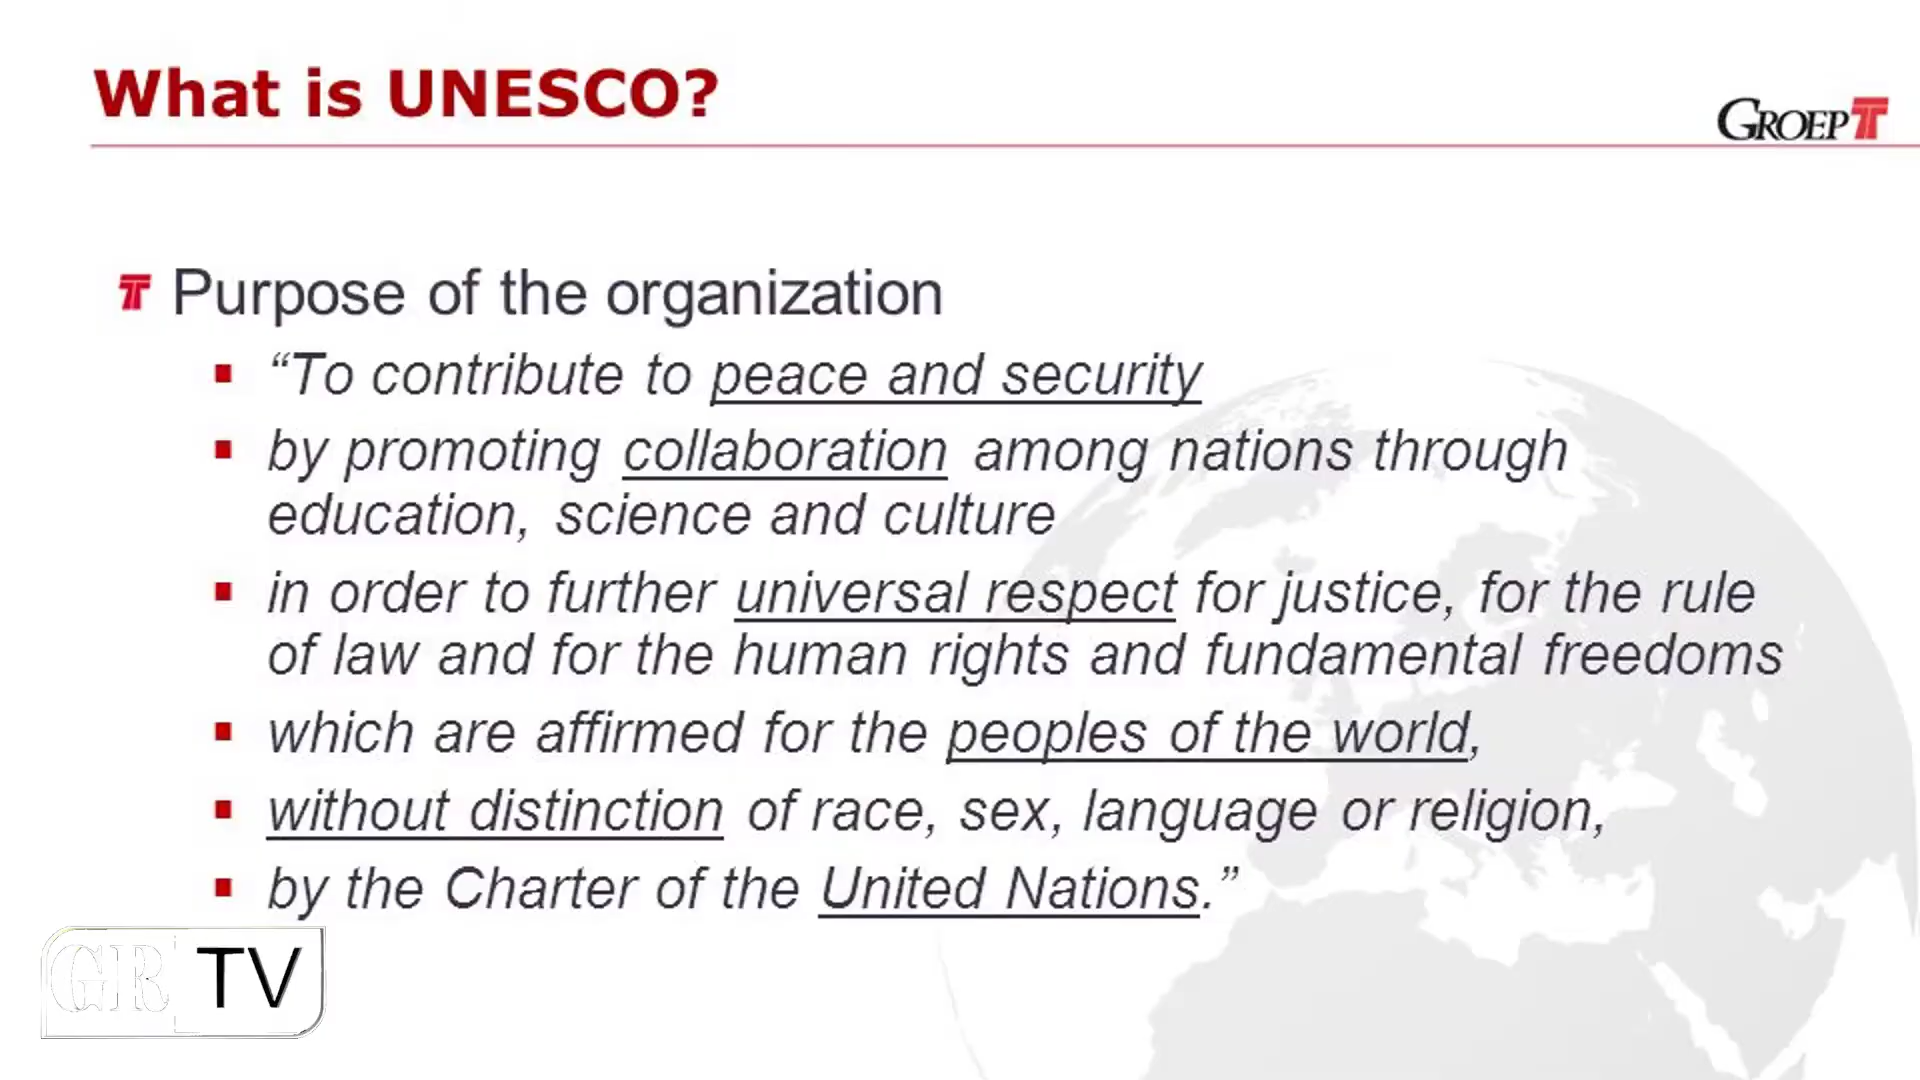 What is UNESCO?
GROEP T
Purpose of the organization
“To contribute to peace and security
by promoting collaboration among nations through
education, science and culture
in order to further universal respect for justice, for the rule
of law and for the human rights and fundamental freedoms
which are affirmed for the peoples of the world,
without distinction of race, sex, language or religion,
by the Charter of the United Nations.”
GR TV